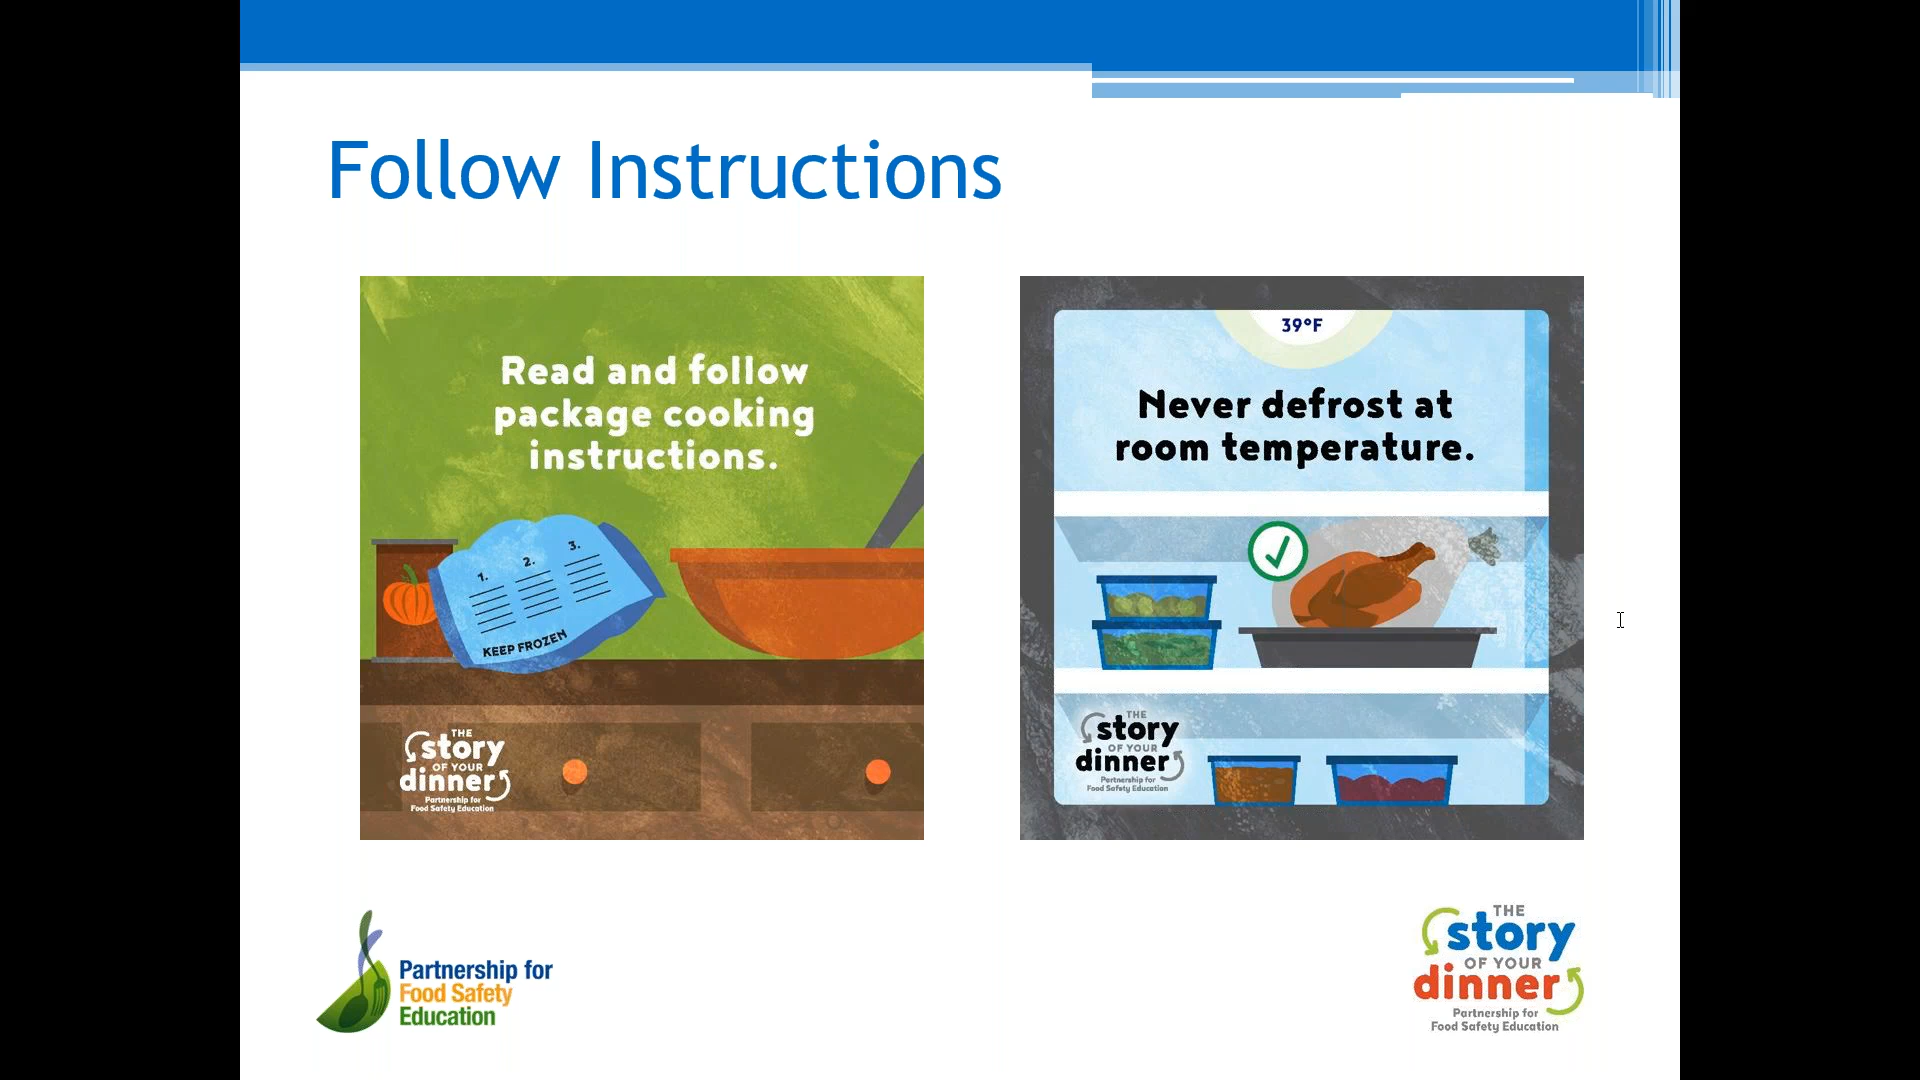 Follow Instructions
Read and follow
package cooking
instructions.
1.
2.
3.
KEEP FROZEN
THE
story
OF YOUR
dinner
Partnership for
Food Safety Education
39°F
Never defrost at
room temperature.
THE
story
OF YOUR
dinner
Partnership for
Food Safety Education
Partnership for
Food Safety
Education
THE
story
OF YOUR
dinner
Partnership for
Food Safety Education